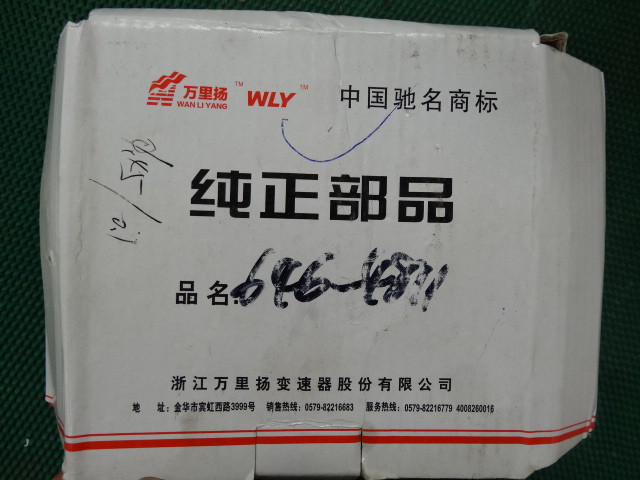 万里扬™ WLY™ 中国驰名商标
WAN LI YANG
纯正部品
品名
浙江万里扬变速器股份有限公司
地 址：金华市宾虹西路3999号 销售热线：0579-82216683 服务热线：0579-82216779 4008260016